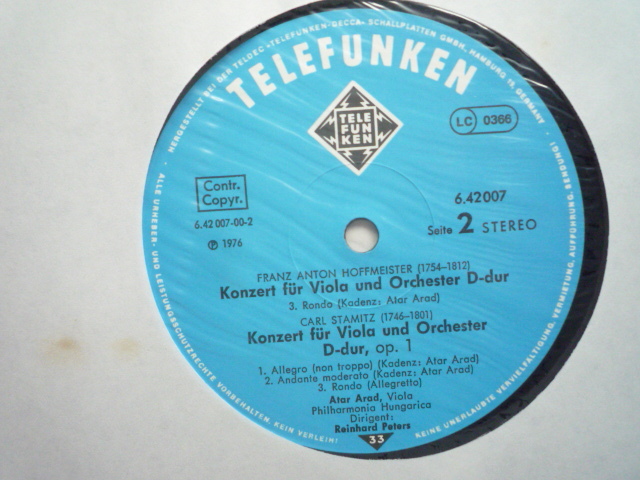 HERGESTELLT BEI DER TELDEC »TELEFUNKEN-DECCA« SCHALLPLATTEN GMBH, HAMBURG 19, GERMANY
TELEFUNKEN
TELE
FUN
KEN
LC 0366
Contr.
Copyr.
6.42007
6.42 007-00-2
Seite 2 STEREO
℗ 1976
FRANZ ANTON HOFFMEISTER (1754–1812)
Konzert für Viola und Orchester D-dur
3. Rondo (Kadenz: Atar Arad)
CARL STAMITZ (1746–1801)
Konzert für Viola und Orchester
D-dur, op. 1
1. Allegro (non troppo) (Kadenz: Atar Arad)
2. Andante moderato (Kadenz: Atar Arad)
3. Rondo (Allegretto)
Atar Arad, Viola
Philharmonia Hungarica
Dirigent:
Reinhard Peters
33
ALLE URHEBER- UND LEISTUNGSSCHUTZRECHTE VORBEHALTEN. KEIN VERLEIH!
KEINE UNERLAUBTE VERVIELFÄLTIGUNG, VERMIETUNG, AUFFÜHRUNG, SENDUNG!